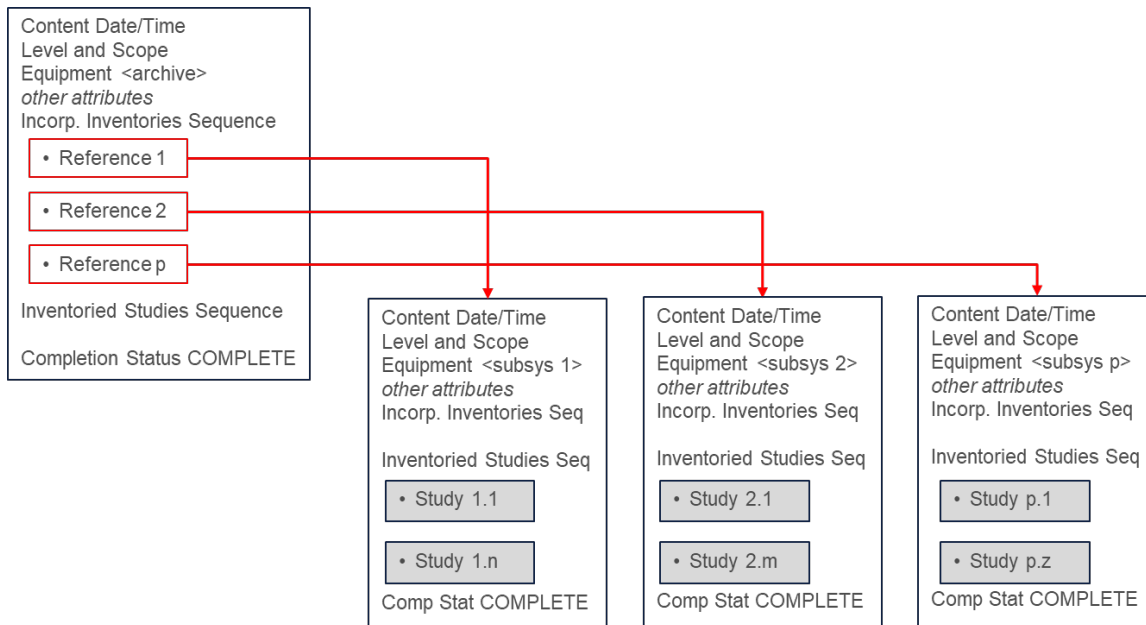 Content Date/Time
Level and Scope
Equipment <archive>
other attributes
Incorp. Inventories Sequence
• Reference 1
• Reference 2
• Reference p
Inventoried Studies Sequence
Completion Status COMPLETE
Content Date/Time
Level and Scope
Equipment <subsys 1>
other attributes
Incorp. Inventories Seq
Inventoried Studies Seq
• Study 1.1
• Study 1.n
Comp Stat COMPLETE
Content Date/Time
Level and Scope
Equipment <subsys 2>
other attributes
Incorp. Inventories Seq
Inventoried Studies Seq
• Study 2.1
• Study 2.m
Comp Stat COMPLETE
Content Date/Time
Level and Scope
Equipment <subsys p>
other attributes
Incorp. Inventories Seq
Inventoried Studies Seq
• Study p.1
• Study p.z
Comp Stat COMPLETE